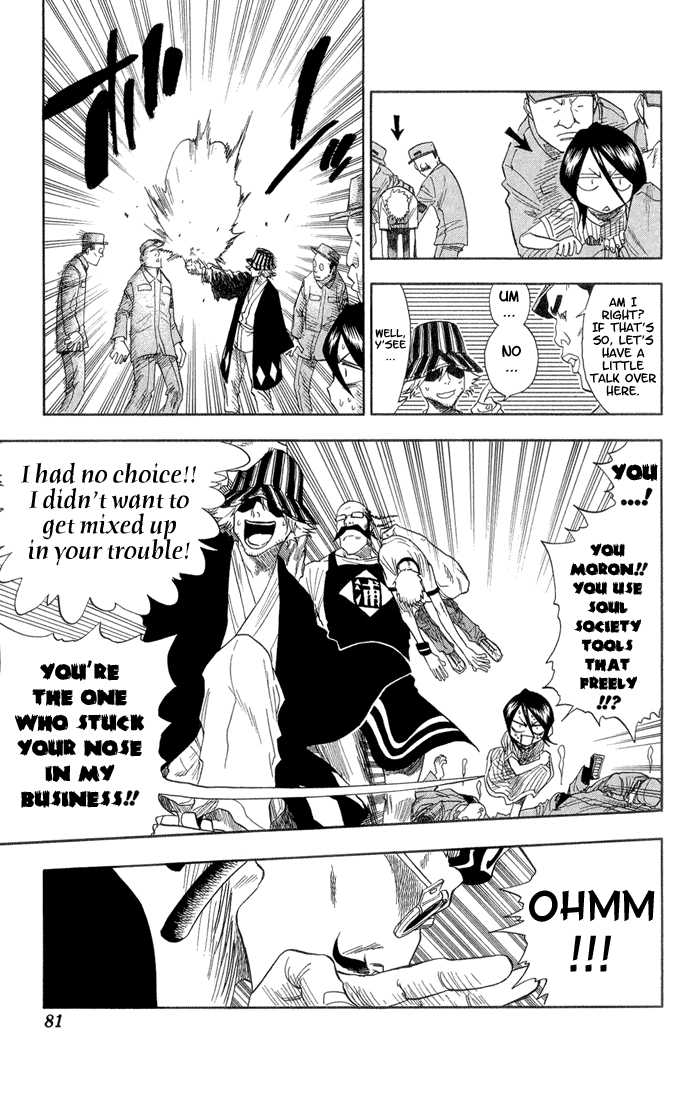 AM I
RIGHT?
IF THAT'S
SO, LET'S
HAVE A
LITTLE
TALK OVER
HERE.
UM
...
NO ...
WELL,
Y'SEE
...
YOU
...!
YOU
MORON!!
YOU USE
SOUL
SOCIETY
TOOLS
THAT
FREELY
!!?
I had no choice!!
I didn't want to
get mixed up
in your trouble!
YOU'RE
THE ONE
WHO STUCK
YOUR NOSE
IN MY
BUSINESS!!
OHMM
!!!
81